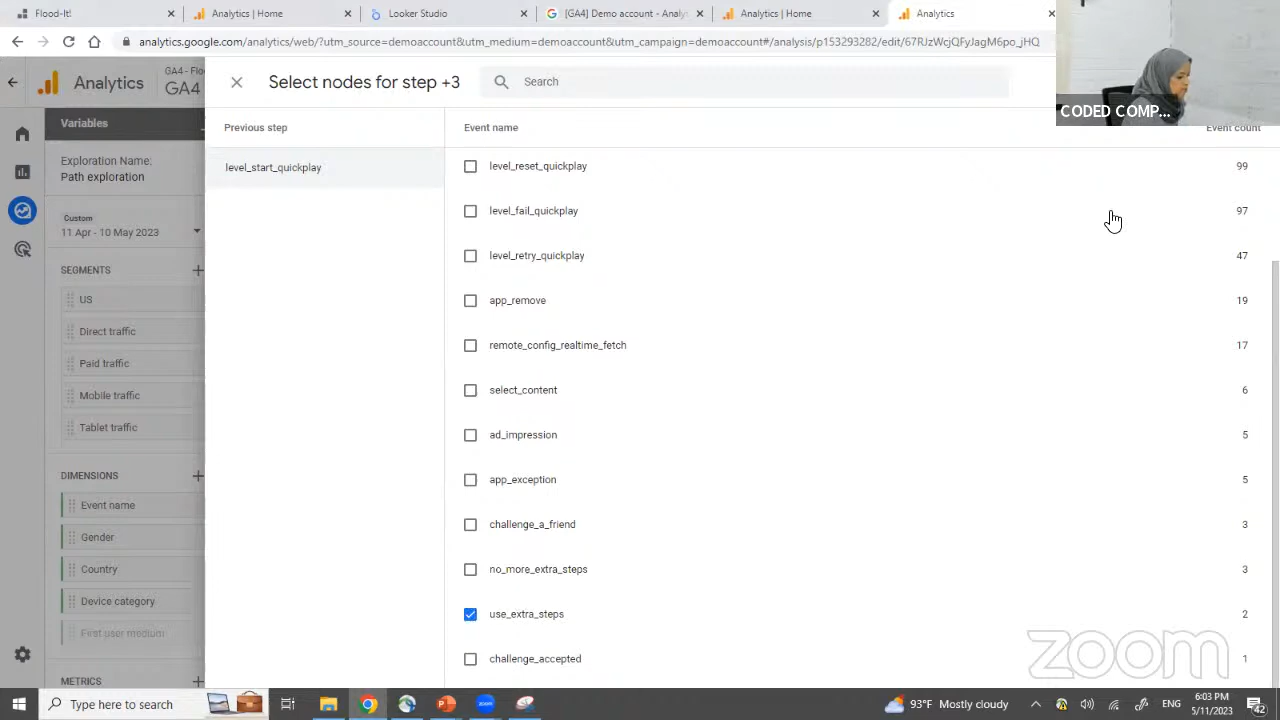 Flood-It!
Analytics | Home
Looker Studio
[GA4] Demo account - Analy
Analytics | Home
Analytics
analytics.google.com/analytics/web/?utm_source=demoaccount&utm_medium=demoaccount&utm_campaign=demoaccount#/analysis/p153293282/edit/67RJzWcjQFyJagM6po_jHQ
Analytics
GA4- Flo
GA4
Select nodes for step +3
Search
CODED COMP...
Variables
Previous step
Event name
Event count
Exploration Name:
Path exploration
level_start_quickplay
Custom
11 Apr - 10 May 2023
SEGMENTS
US
Direct traffic
Paid traffic
Mobile traffic
Tablet traffic
DIMENSIONS
Event name
Gender
Country
Device category
First user medium
METRICS
level_reset_quickplay 99
level_fail_quickplay 97
level_retry_quickplay 47
app_remove 19
remote_config_realtime_fetch 17
select_content 6
ad_impression 5
app_exception 5
challenge_a_friend 3
no_more_extra_steps 3
use_extra_steps 2
challenge_accepted 1
zoom
Type here to search
93°F Mostly cloudy
ENG
6:03 PM
5/11/2023
42